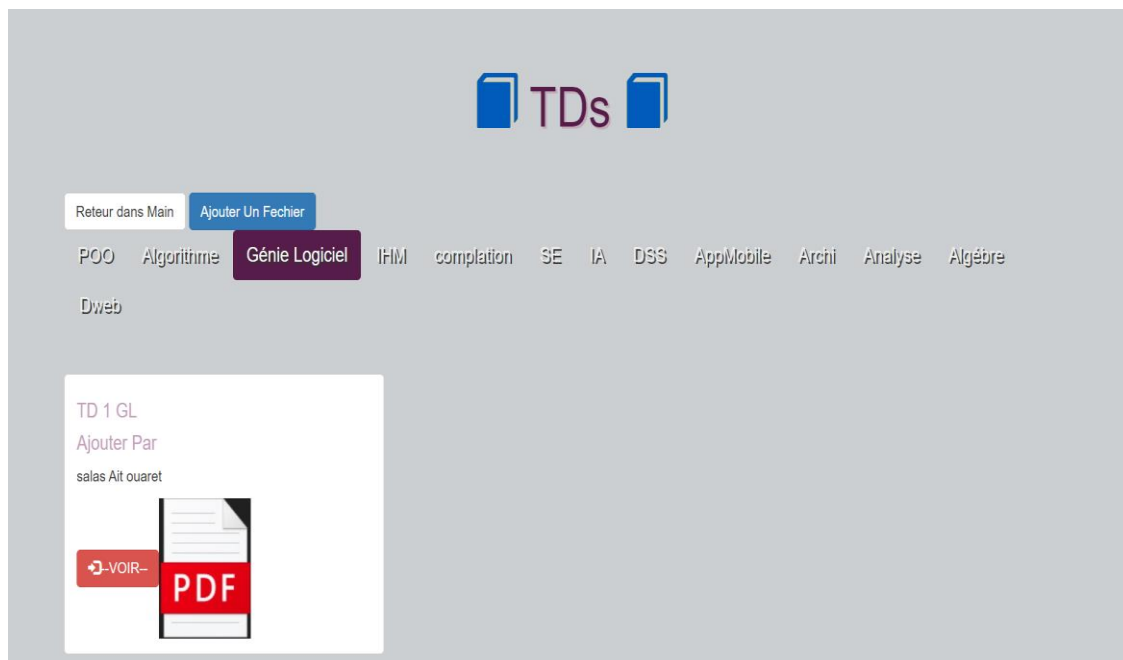 TDs
Reteur dans Main Ajouter Un Fechier
POO Algorithme Génie Logiciel IHM complation SE IA DSS AppMobile Archi Analyse Algébre
Dweb
TD 1 GL
Ajouter Par
salas Ait ouaret
-VOIR--
PDF